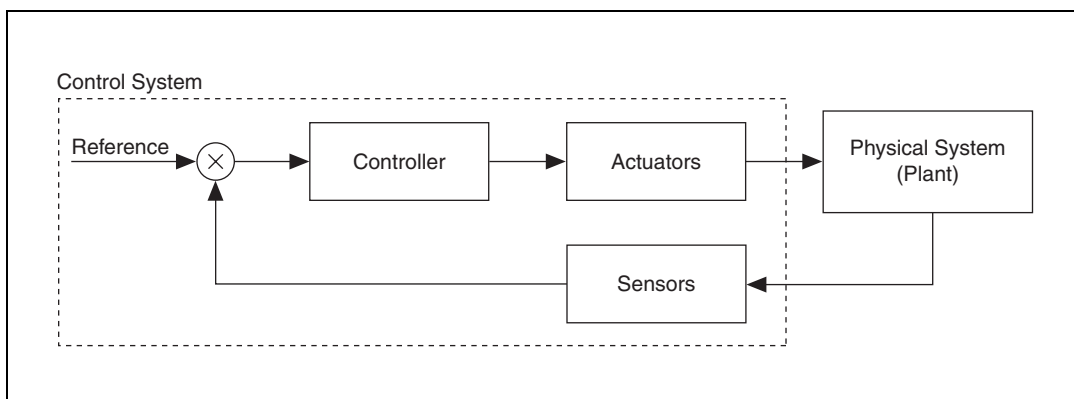 Control System
Reference
Controller
Actuators
Physical System
(Plant)
Sensors